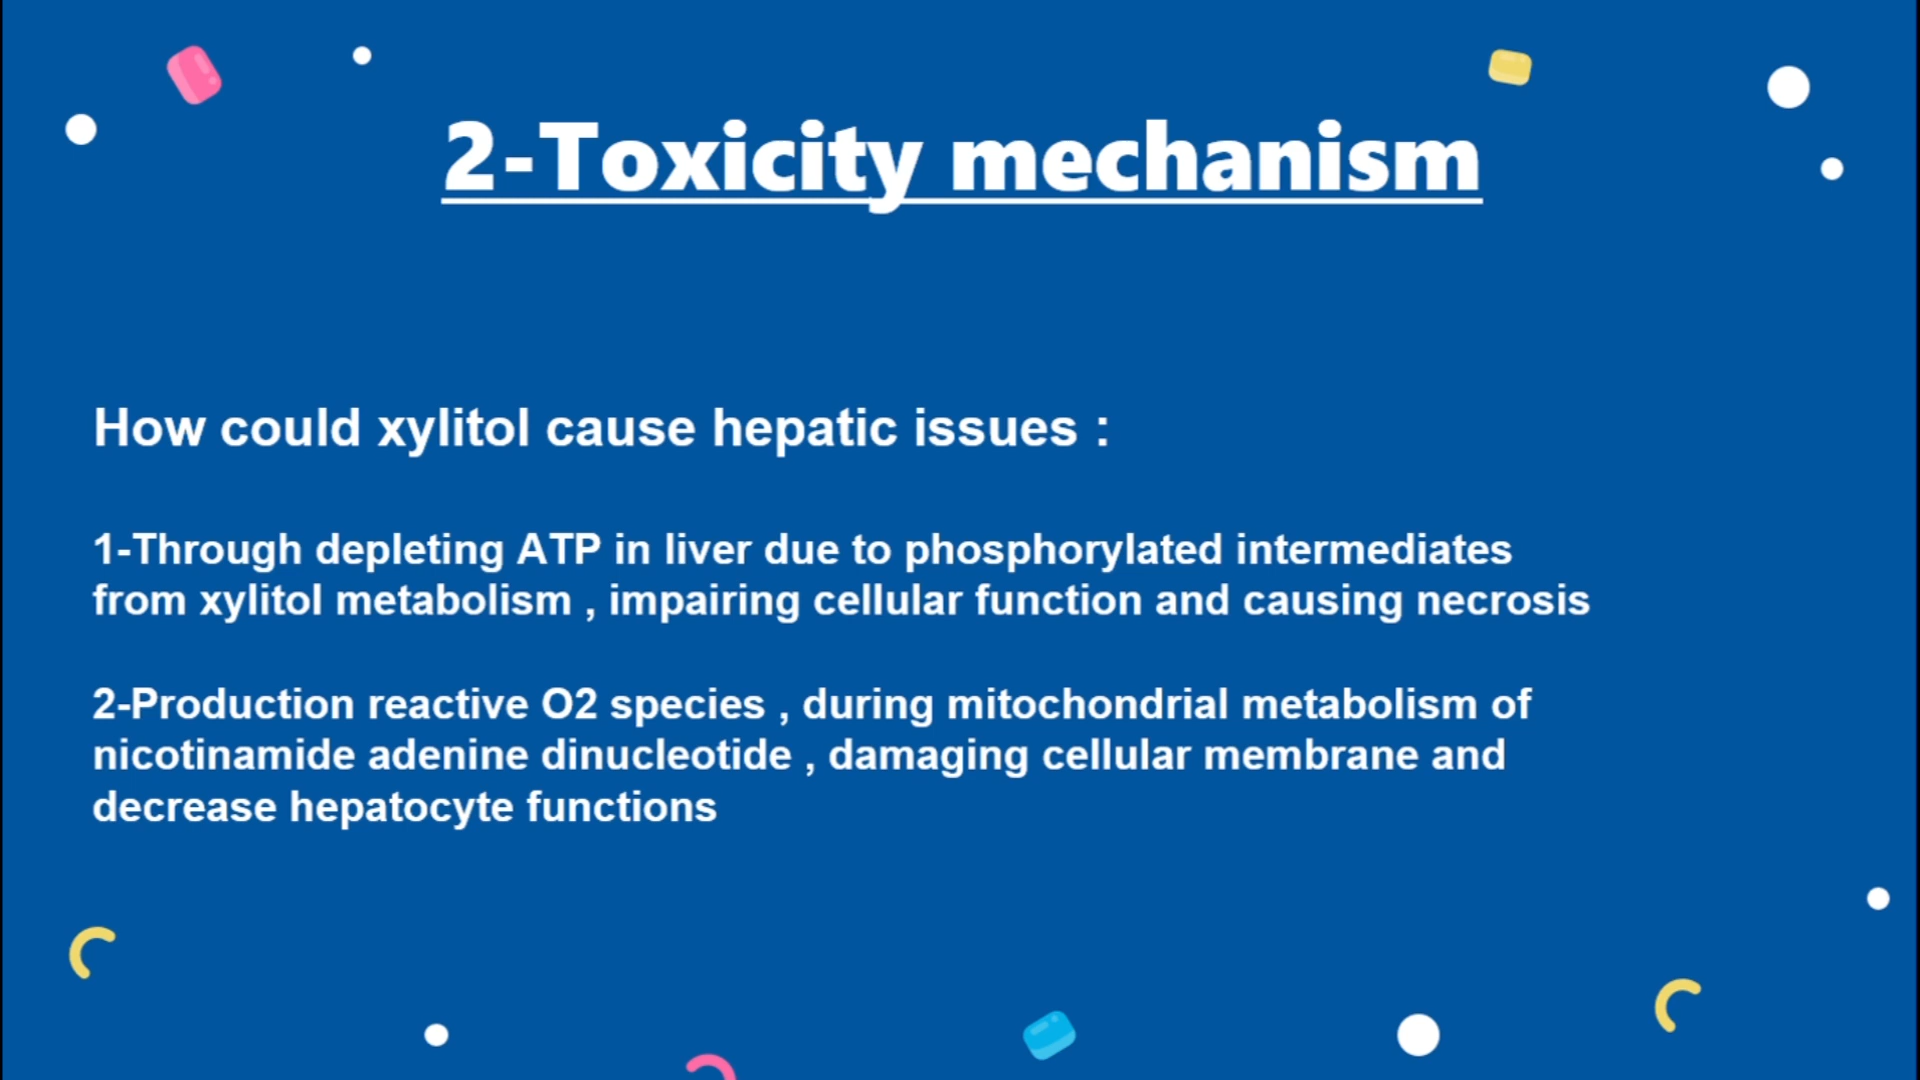 2-Toxicity mechanism
How could xylitol cause hepatic issues :
1-Through depleting ATP in liver due to phosphorylated intermediates
from xylitol metabolism , impairing cellular function and causing necrosis
2-Production reactive O2 species , during mitochondrial metabolism of
nicotinamide adenine dinucleotide , damaging cellular membrane and
decrease hepatocyte functions